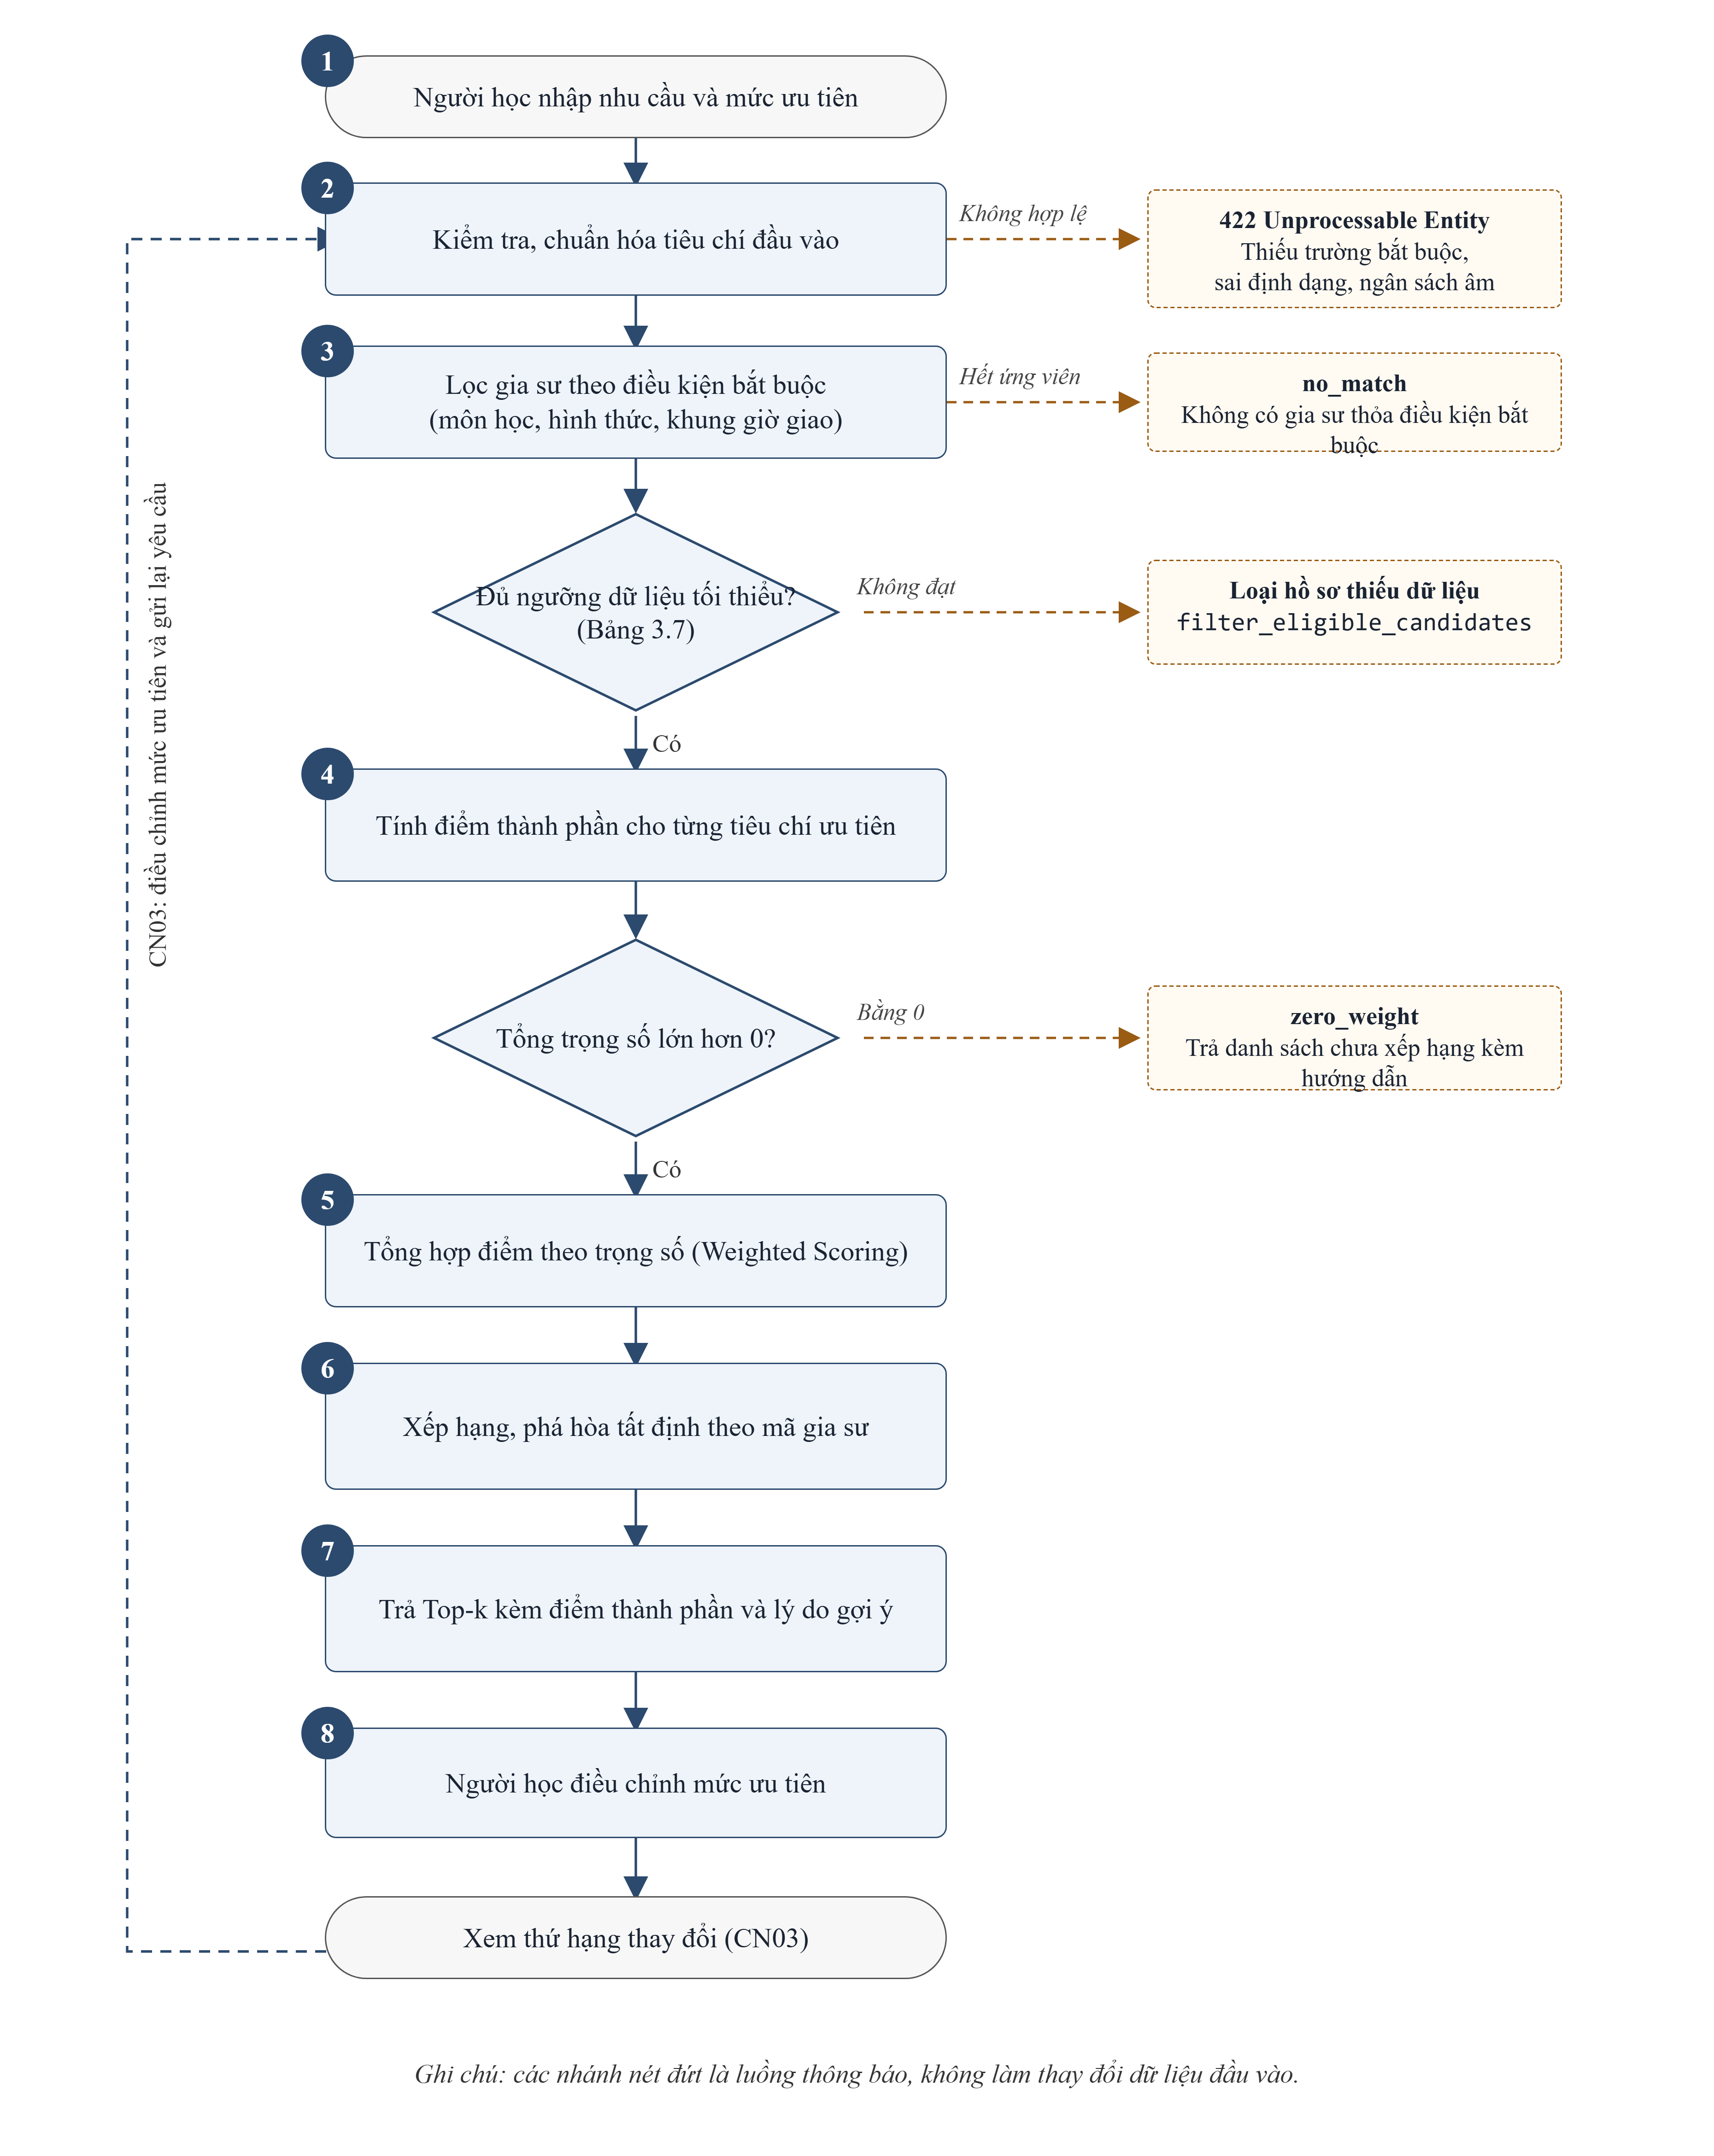 1
Người học nhập nhu cầu và mức ưu tiên
2
Kiểm tra, chuẩn hóa tiêu chí đầu vào
Không hợp lệ
422 Unprocessable Entity
Thiếu trường bắt buộc,
sai định dạng, ngân sách âm
3
Lọc gia sư theo điều kiện bắt buộc
(môn học, hình thức, khung giờ giao)
Hết ứng viên
no_match
Không có gia sư thỏa điều kiện bắt
buộc
Đủ ngưỡng dữ liệu tối thiểu?
(Bảng 3.7)
Không đạt
Loại hồ sơ thiếu dữ liệu
filter_eligible_candidates
Có
CN03: điều chỉnh mức ưu tiên và gửi lại yêu cầu
4
Tính điểm thành phần cho từng tiêu chí ưu tiên
Tổng trọng số lớn hơn 0?
Bằng 0
zero_weight
Trả danh sách chưa xếp hạng kèm
hướng dẫn
Có
5
Tổng hợp điểm theo trọng số (Weighted Scoring)
6
Xếp hạng, phá hòa tất định theo mã gia sư
7
Trả Top-k kèm điểm thành phần và lý do gợi ý
8
Người học điều chỉnh mức ưu tiên
Xem thứ hạng thay đổi (CN03)
Ghi chú: các nhánh nét đứt là luồng thông báo, không làm thay đổi dữ liệu đầu vào.